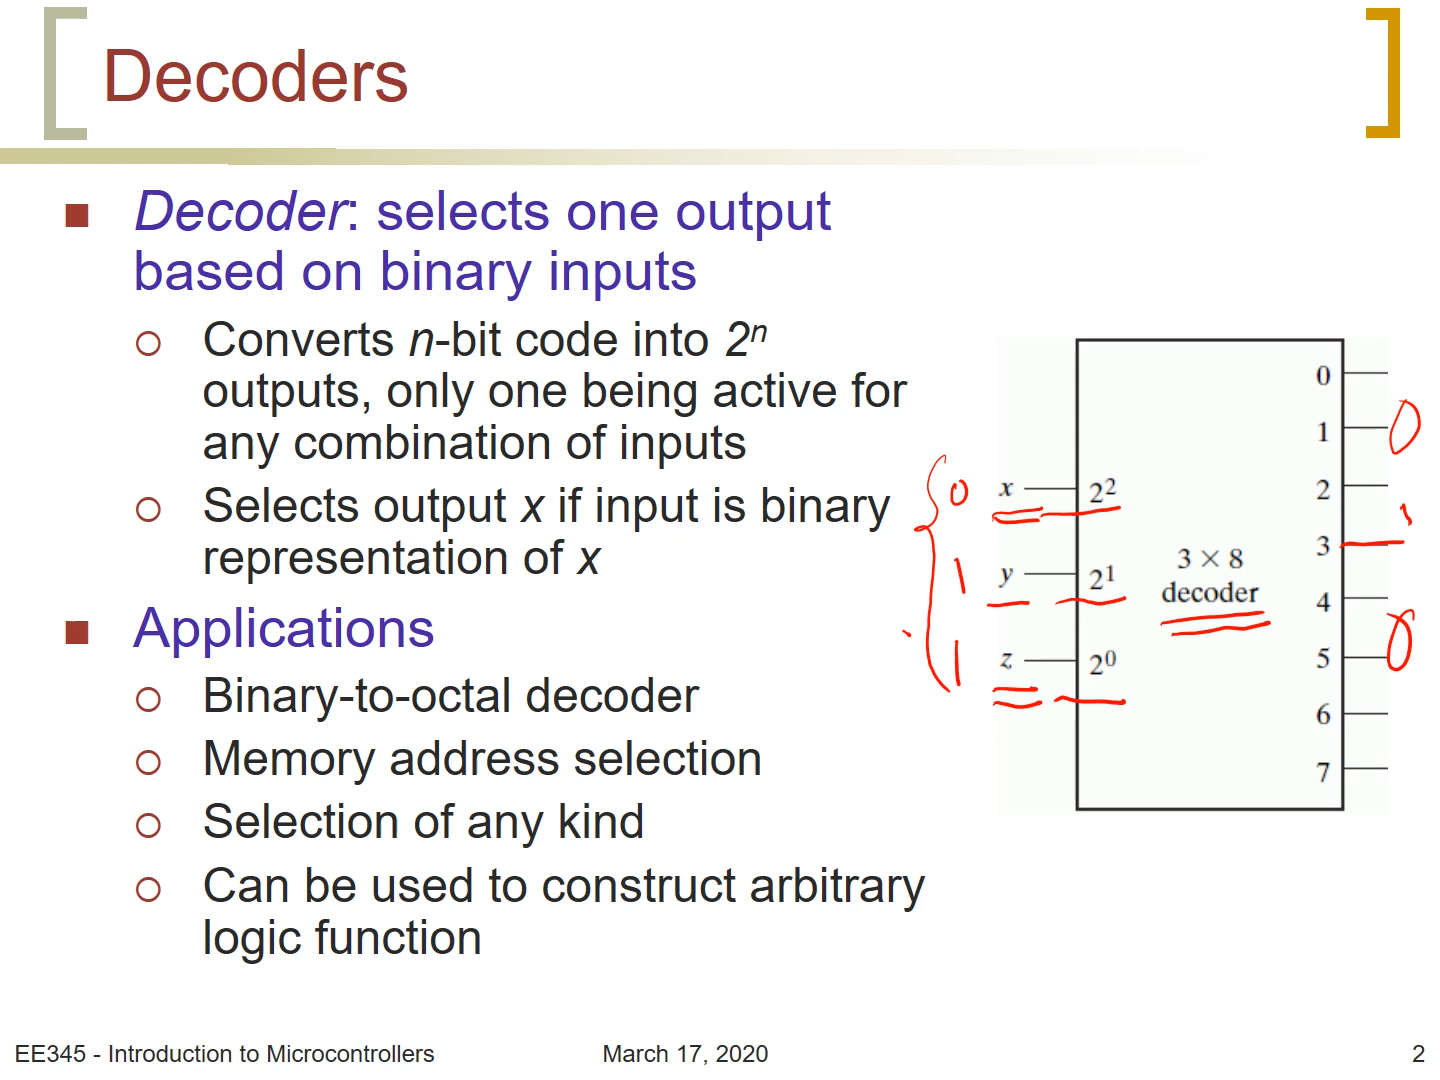 Decoders
Decoder: selects one output
based on binary inputs
Converts n-bit code into 2ⁿ
outputs, only one being active for
any combination of inputs
Selects output x if input is binary
representation of x
Applications
Binary-to-octal decoder
Memory address selection
Selection of any kind
Can be used to construct arbitrary
logic function
0
1 0
0 x 2²
2
3 1
1 y 2¹
3 × 8
decoder
4
1 z 2⁰
5 0
6
7
EE345 - Introduction to Microcontrollers
March 17, 2020
2